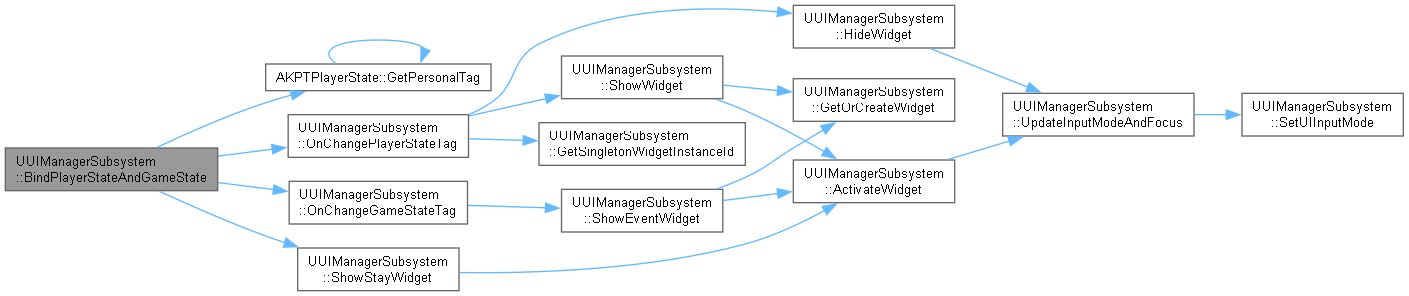 UUIManagerSubsystem
::BindPlayerStateAndGameState
AKPTPlayerState::GetPersonalTag
UUIManagerSubsystem
::OnChangePlayerStateTag
UUIManagerSubsystem
::OnChangeGameStateTag
UUIManagerSubsystem
::ShowStayWidget
UUIManagerSubsystem
::ShowWidget
UUIManagerSubsystem
::GetSingletonWidgetInstanceId
UUIManagerSubsystem
::ShowEventWidget
UUIManagerSubsystem
::HideWidget
UUIManagerSubsystem
::GetOrCreateWidget
UUIManagerSubsystem
::ActivateWidget
UUIManagerSubsystem
::UpdateInputModeAndFocus
UUIManagerSubsystem
::SetUIInputMode